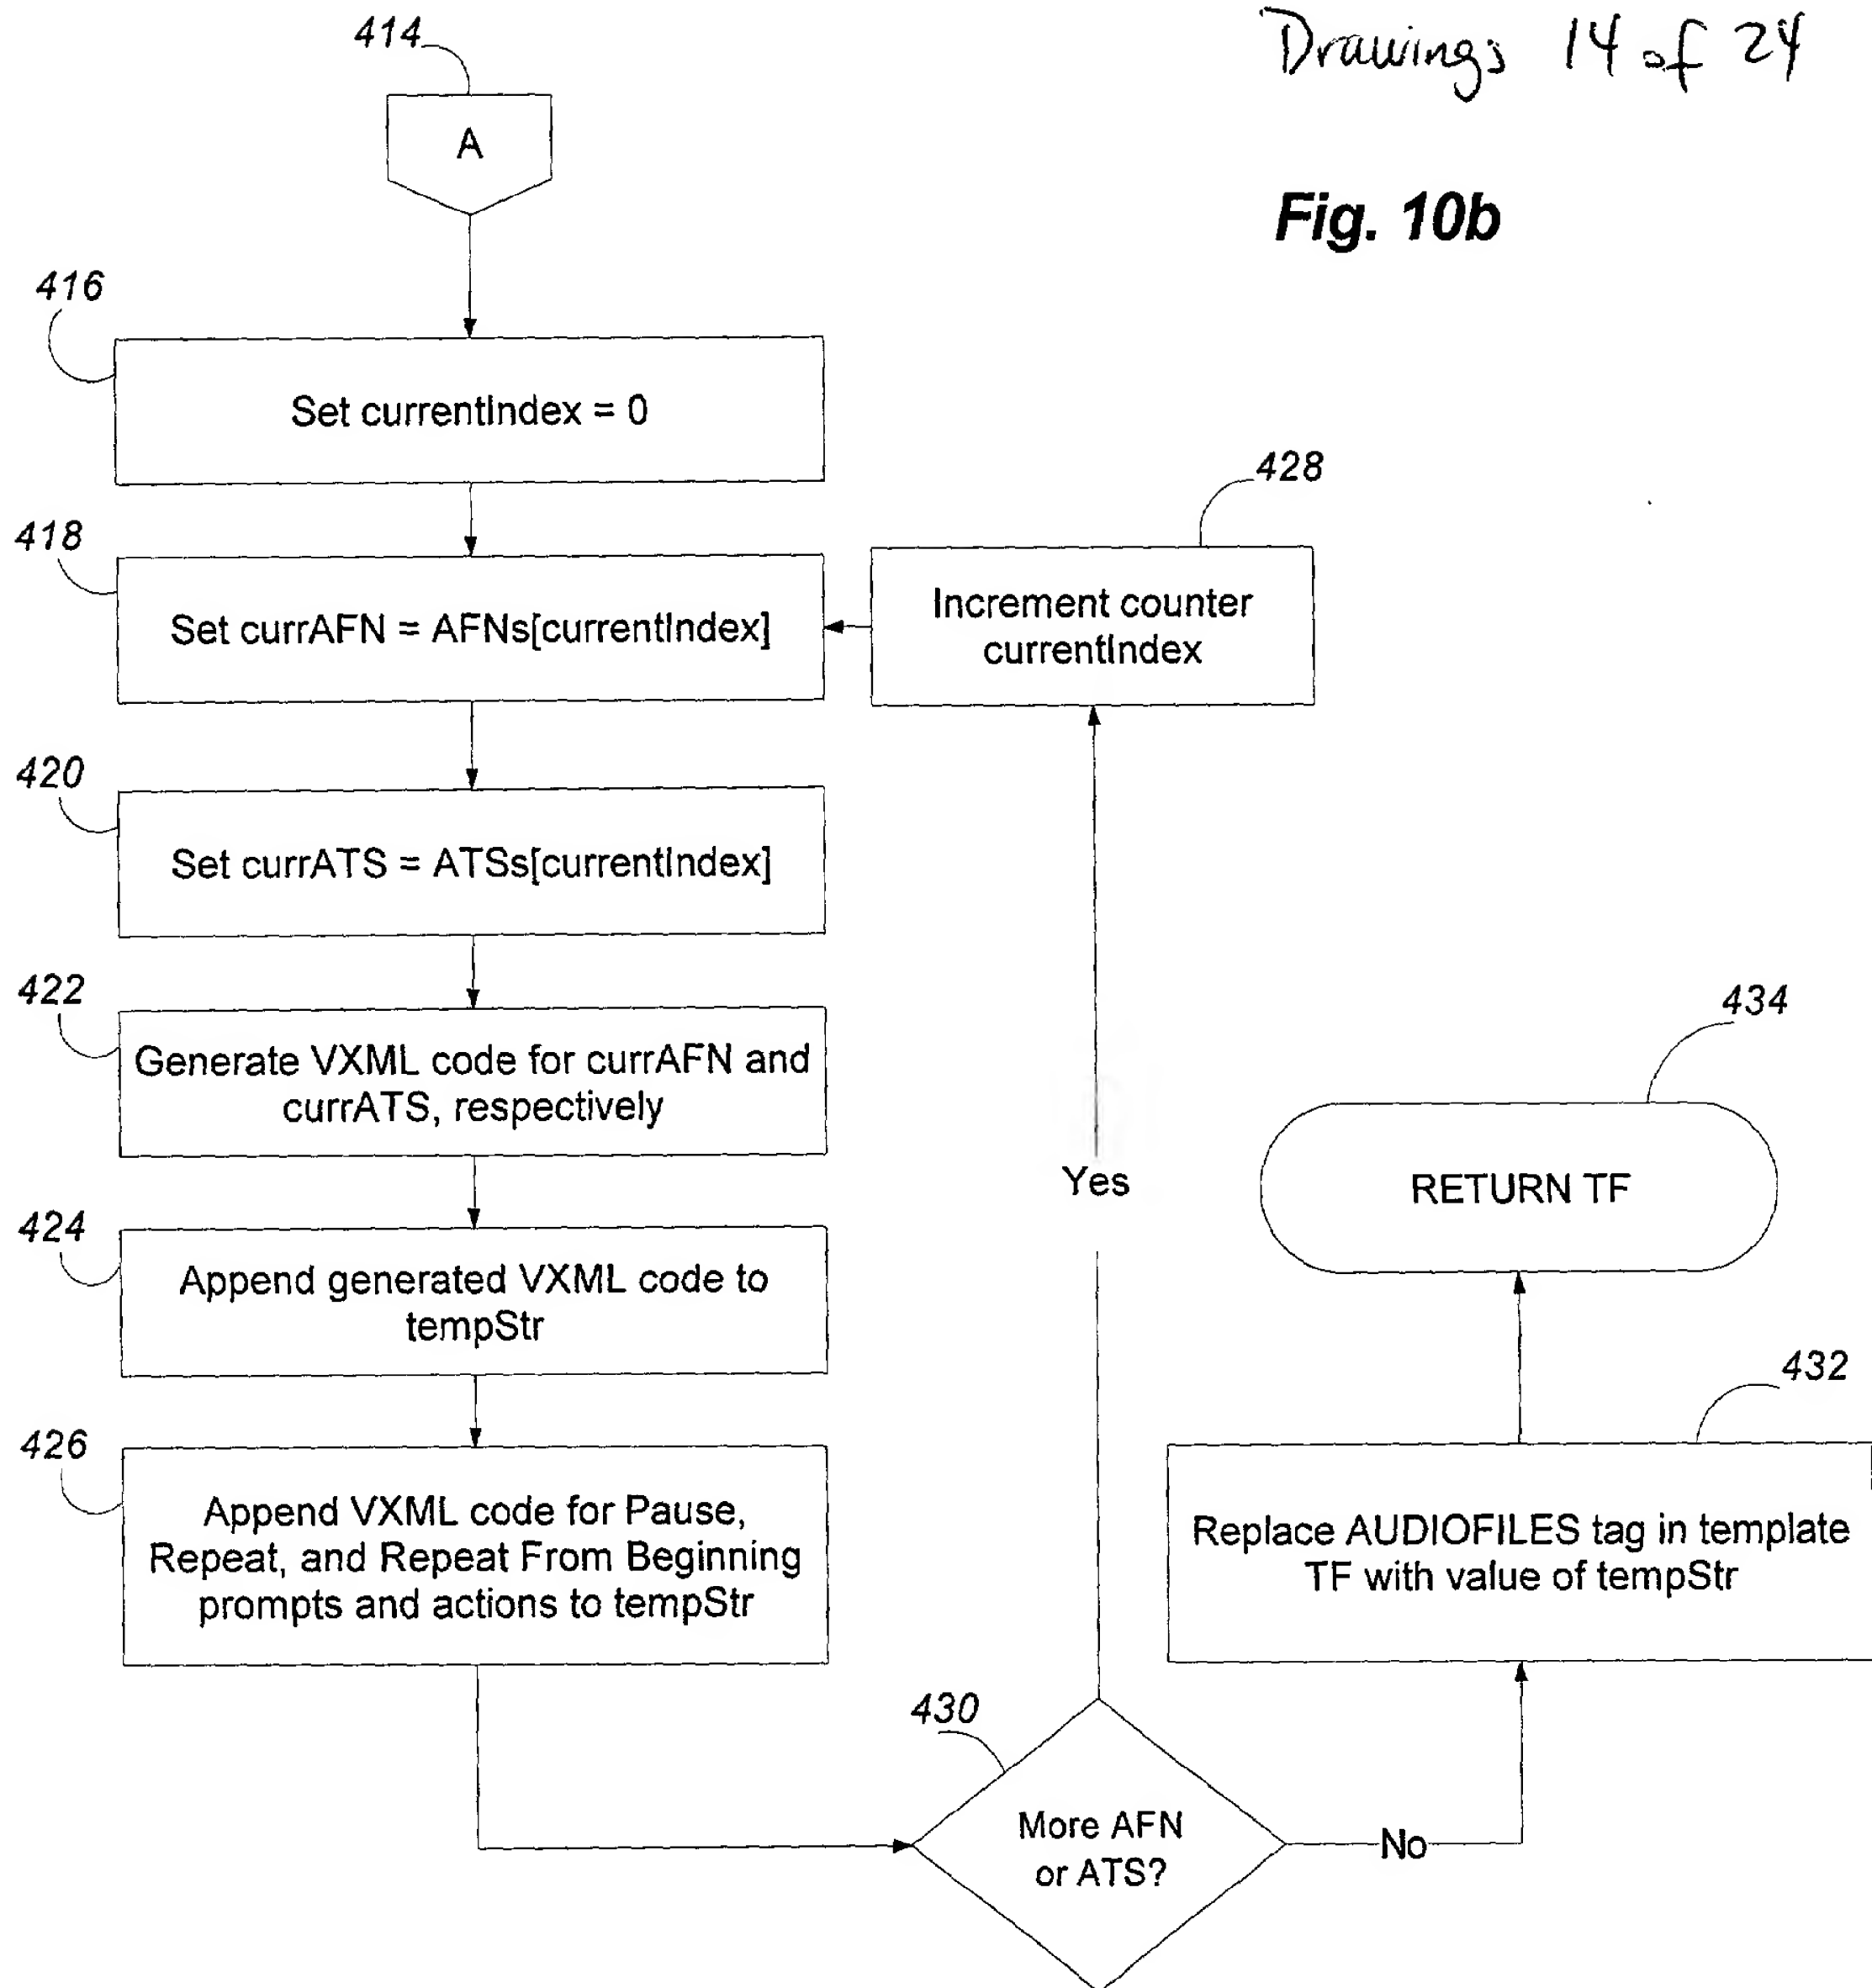 Drawings 14 of 24
Fig. 10b
414
A
416
Set currentIndex = 0
418
Set currAFN = AFNs[currentIndex]
428
Increment counter
currentIndex
420
Set currATS = ATSs[currentIndex]
422
Generate VXML code for currAFN and
currATS, respectively
424
Append generated VXML code to
tempStr
426
Append VXML code for Pause,
Repeat, and Repeat From Beginning
prompts and actions to tempStr
430
More AFN
or ATS?
Yes
No
432
Replace AUDIOFILES tag in template
TF with value of tempStr
434
RETURN TF